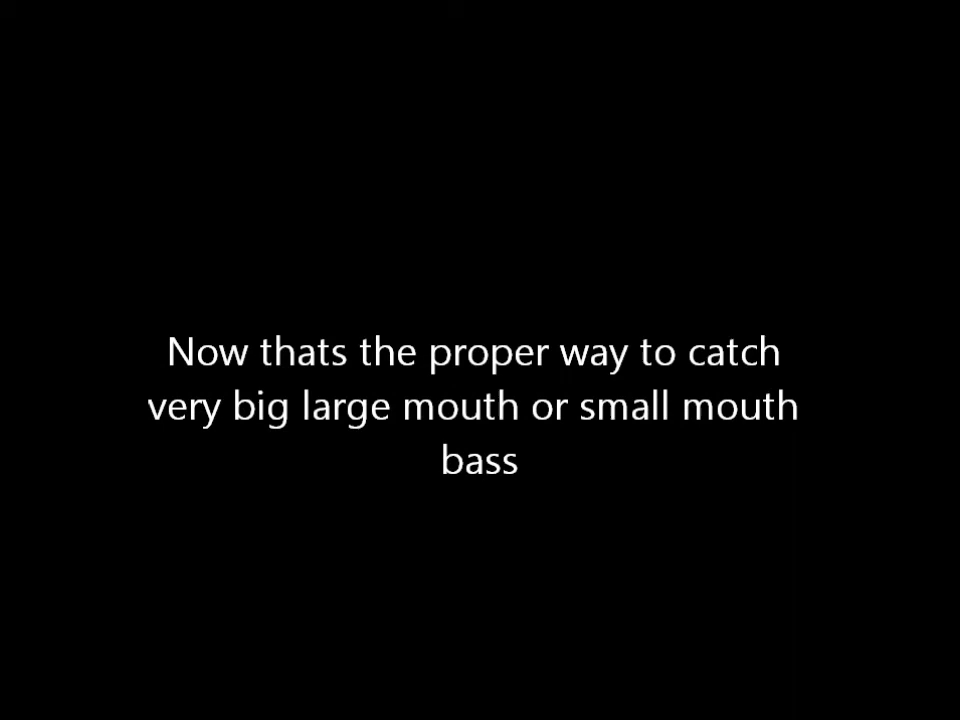 Now thats the proper way to catch
very big large mouth or small mouth
bass